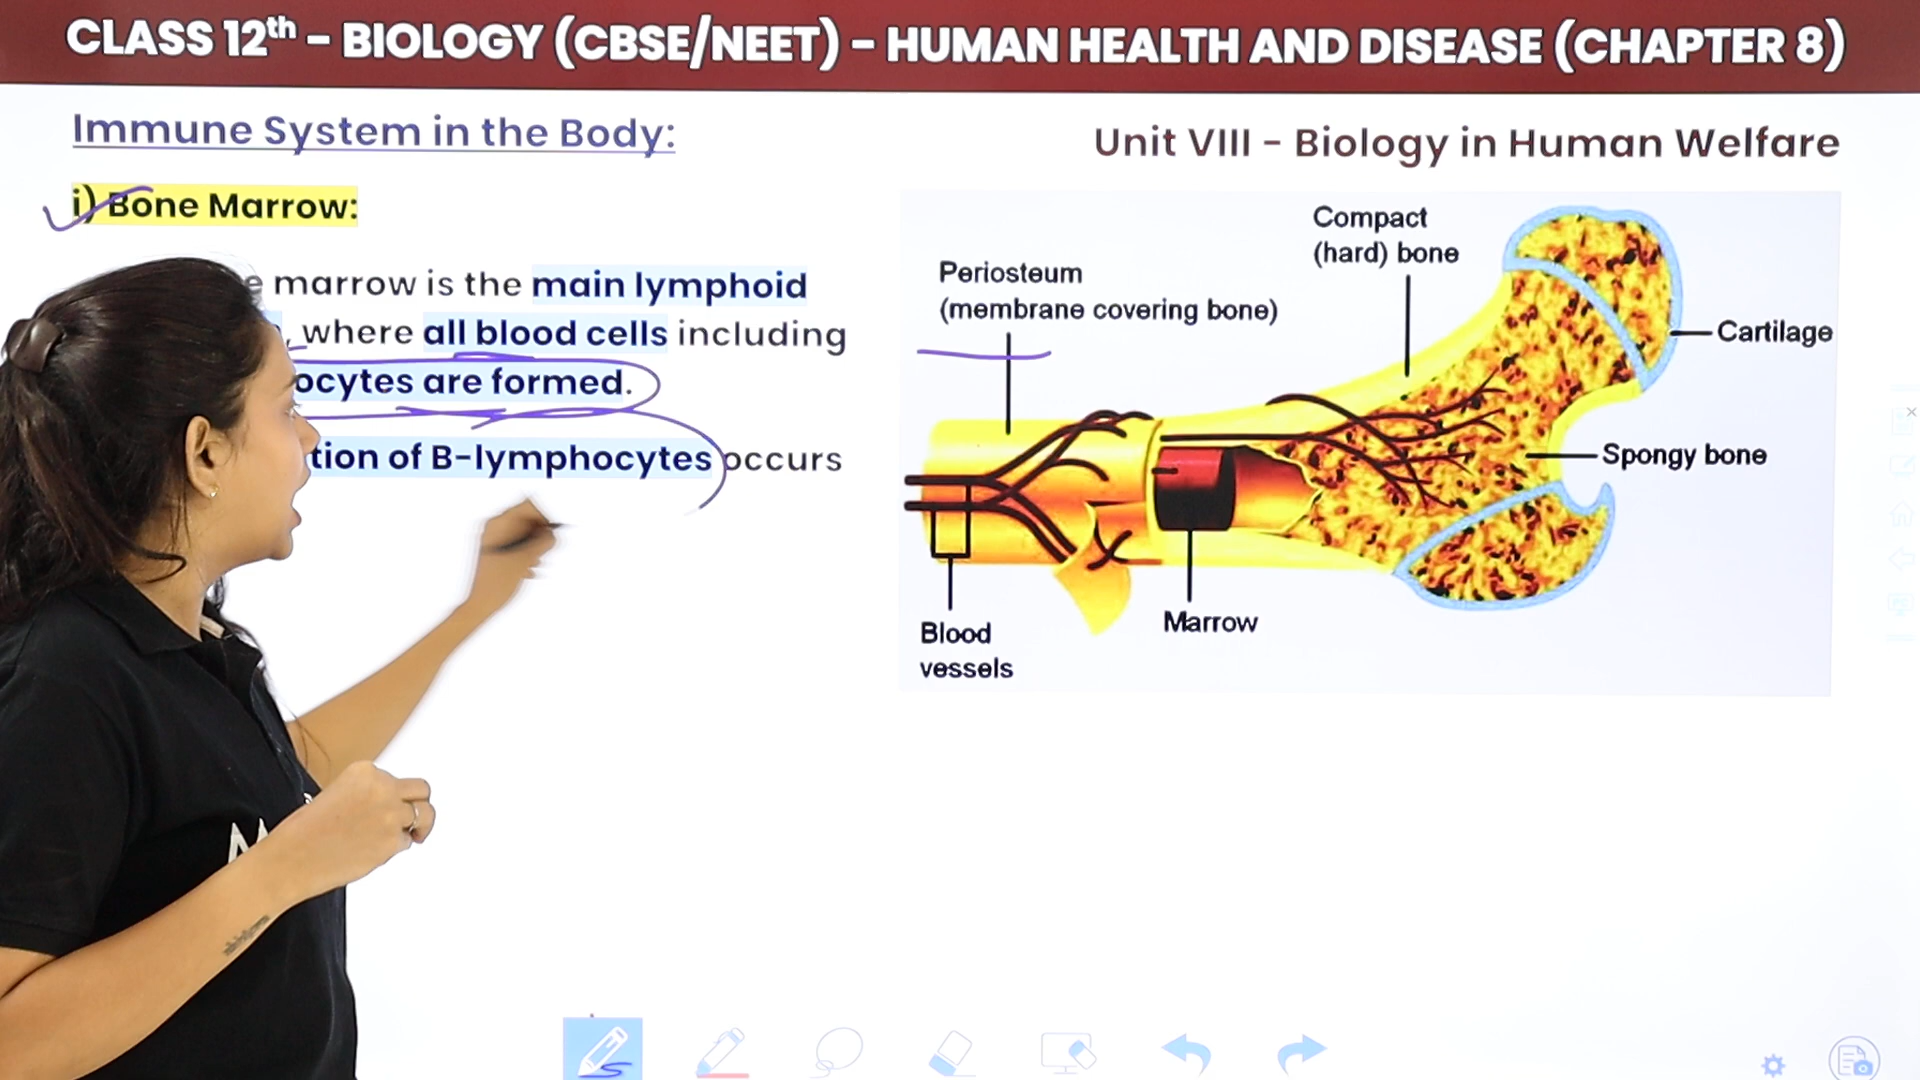 CLASS 12th – BIOLOGY (CBSE/NEET) – HUMAN HEALTH AND DISEASE (CHAPTER 8)
Immune System in the Body:
Unit VIII – Biology in Human Welfare
i) Bone Marrow:
marrow is the main lymphoid
, where all blood cells including
ocytes are formed.
tion of B-lymphocytes occurs
Compact
(hard) bone
Periosteum
(membrane covering bone)
Cartilage
Spongy bone
Marrow
Blood
vessels